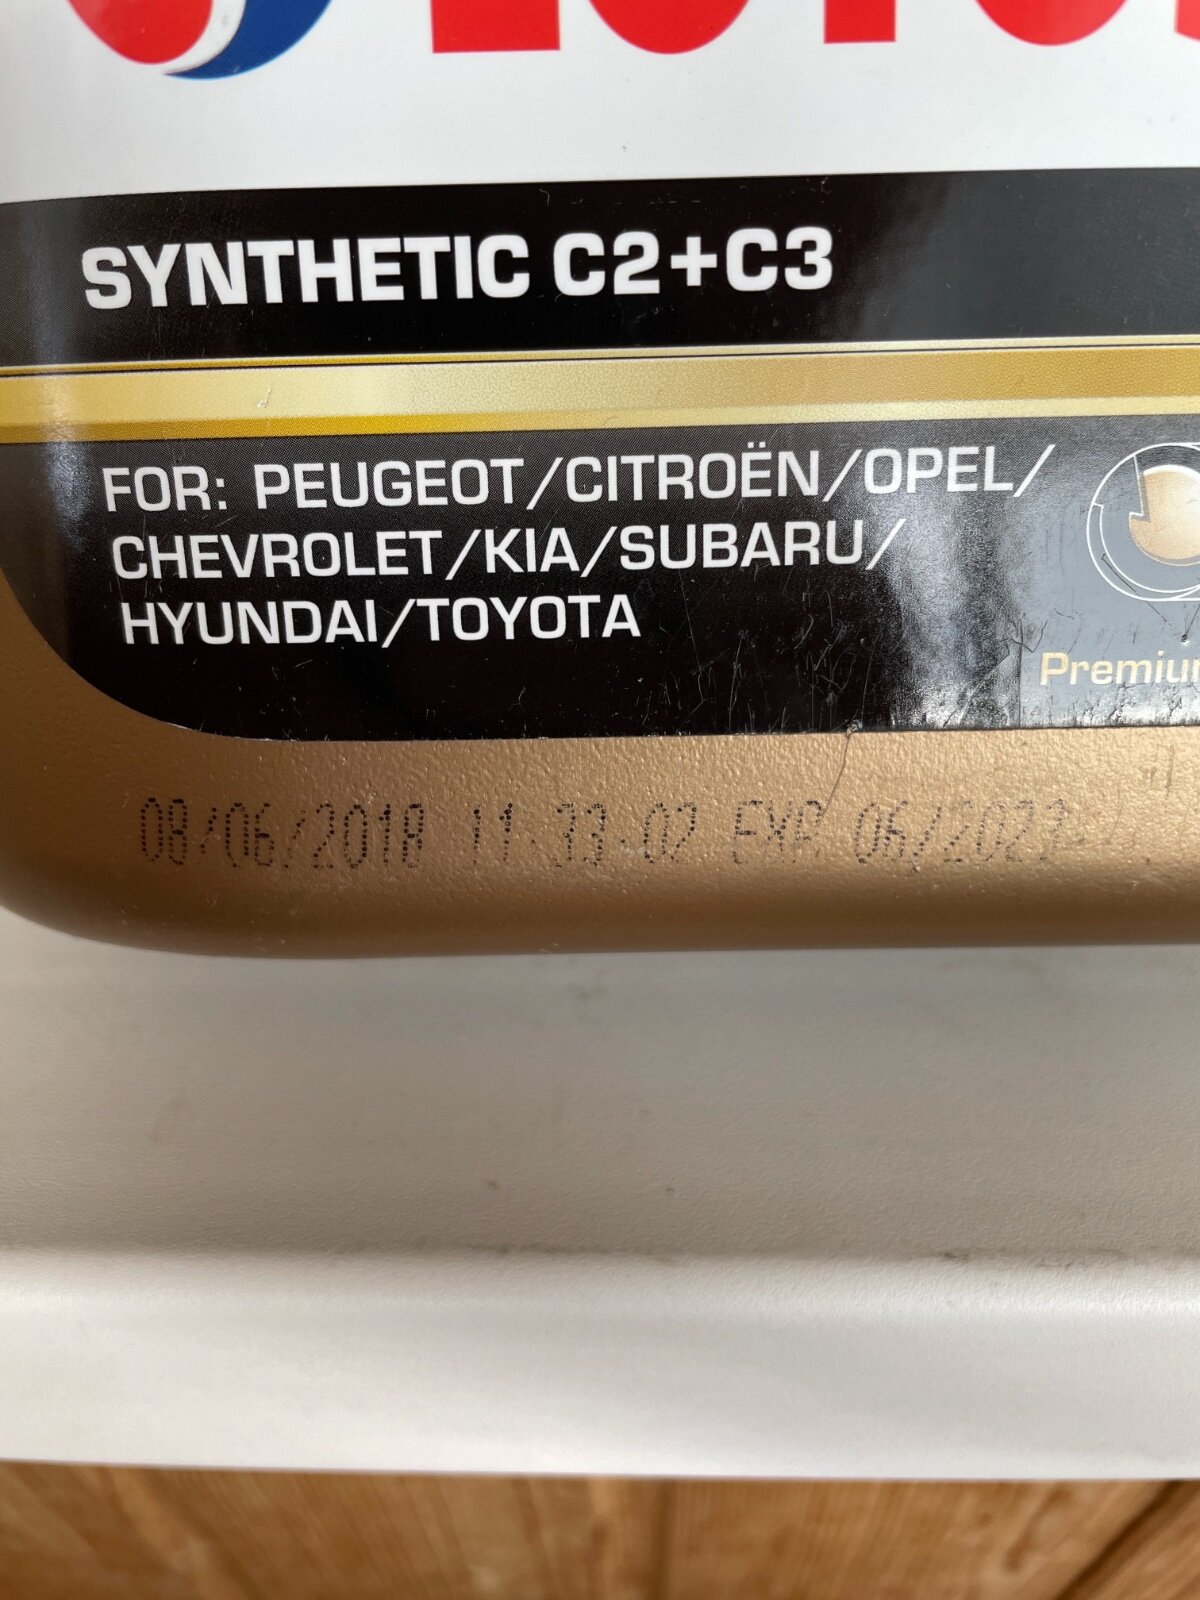 SYNTHETIC C2+C3
FOR: PEUGEOT/CITROËN/OPEL/
CHEVROLET/KIA/SUBARU/
HYUNDAI/TOYOTA
Premium
08/06/2018 11:33:02 EXP. 06/2023